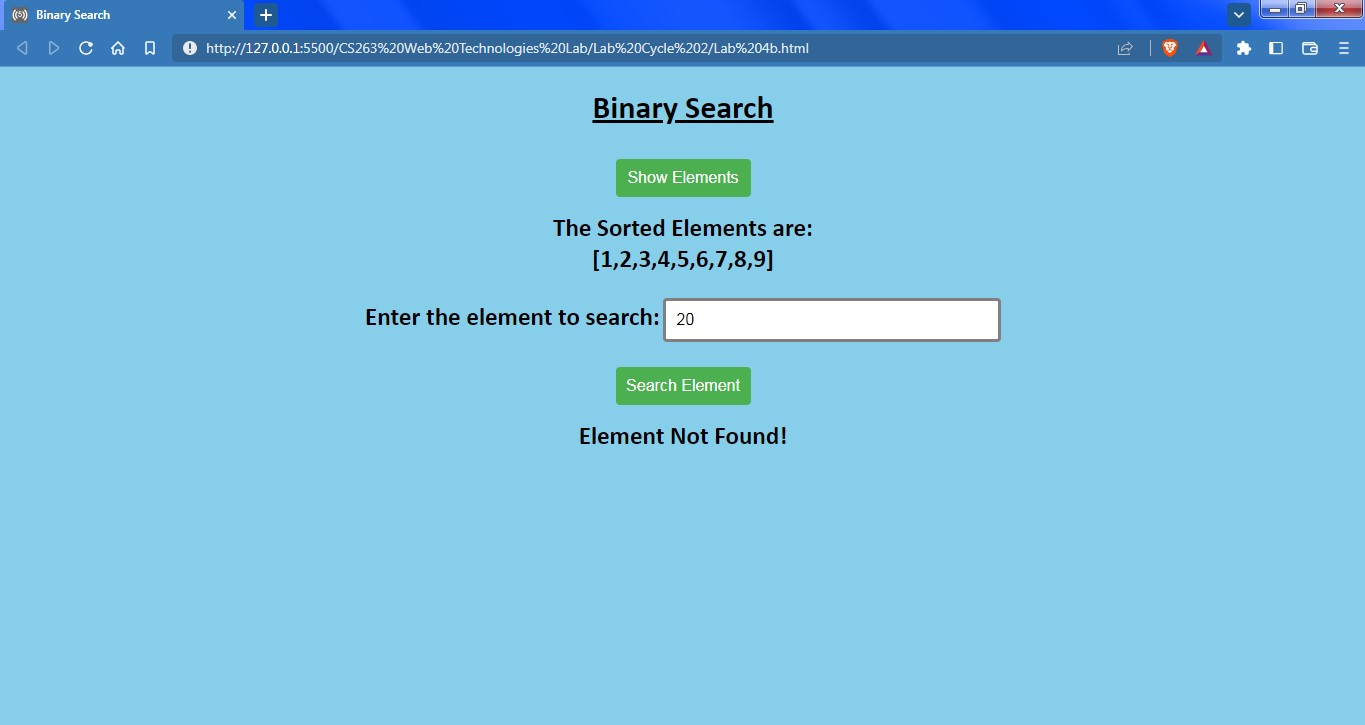 Binary Search
http://127.0.0.1:5500/CS263%20Web%20Technologies%20Lab/Lab%20Cycle%202/Lab%204b.html
Binary Search
Show Elements
The Sorted Elements are:
[1,2,3,4,5,6,7,8,9]
Enter the element to search: 20
Search Element
Element Not Found!